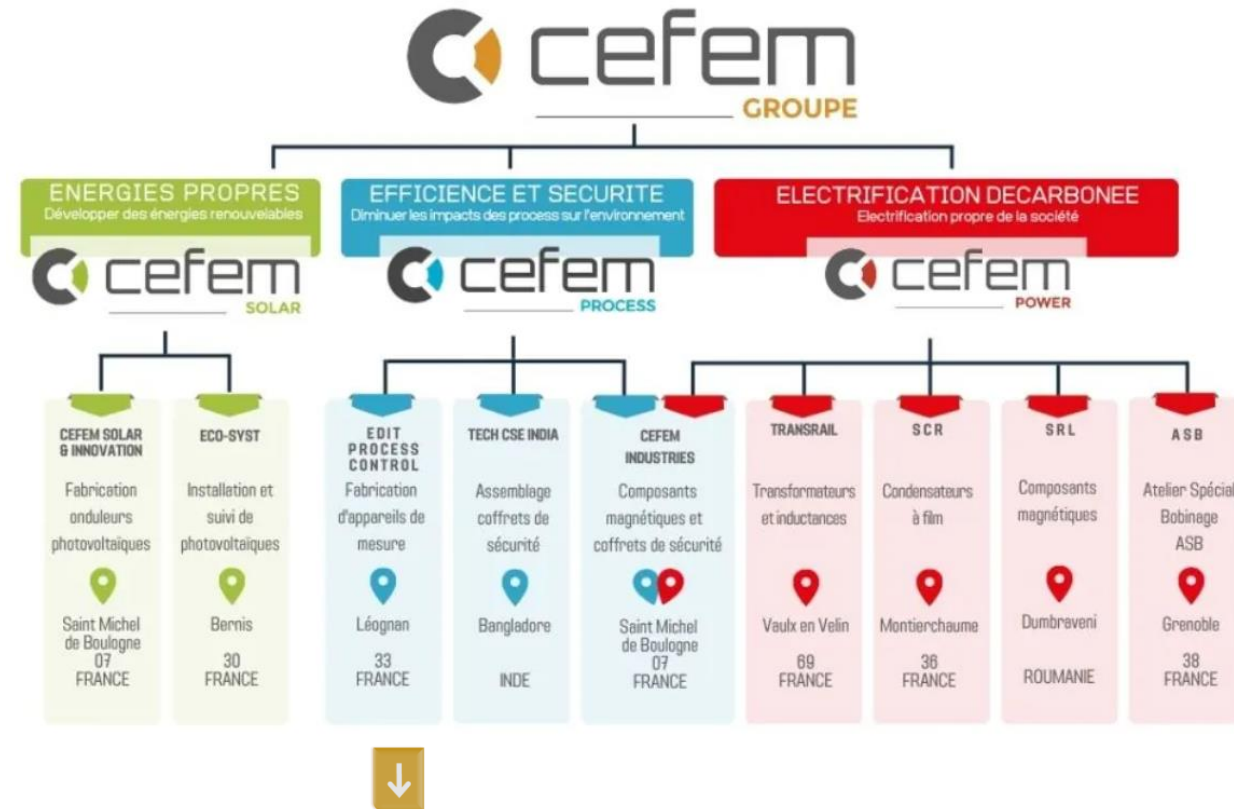 cefem
GROUPE
ENERGIES PROPRES
Développer des énergies renouvelables
cefem
SOLAR
EFFICIENCE ET SECURITE
Diminuer les impacts des process sur l'environnement
cefem
PROCESS
ELECTRIFICATION DECARBONEE
Electrification propre de la société
cefem
POWER
CEFEM SOLAR
& INNOVATION
Fabrication
onduleurs
photovoltaïques
Saint Michel
de Boulogne
07
FRANCE
ECO-SYST
Installation et
suivi de
photovoltaïques
Bernis
30
FRANCE
EDIT
PROCESS
CONTROL
Fabrication
d'appareils de
mesure
Léognan
33
FRANCE
TECH CSE INDIA
Assemblage
coffrets de
sécurité
Bangladore
INDE
CEFEM
INDUSTRIES
Composants
magnétiques et
coffrets de sécurité
Saint Michel
de Boulogne
07
FRANCE
TRANSRAIL
Transformateurs
et inductances
Vaulx en Velin
69
FRANCE
SCR
Condensateurs
à film
Montierchaume
36
FRANCE
SRL
Composants
magnétiques
Dumbraveni
ROUMANIE
ASB
Atelier Spécial
Bobinage
ASB
Grenoble
38
FRANCE